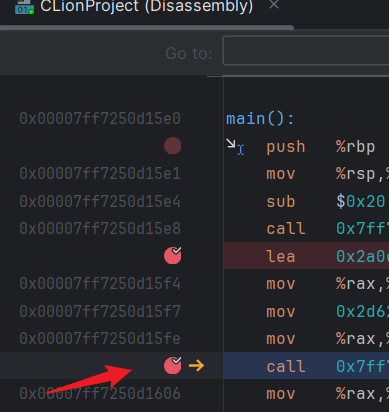 CLionProject (Disassembly) ×
Go to:
0x00007ff7250d15e0 main():
push %rbp
0x00007ff7250d15e1 mov %rsp,%
0x00007ff7250d15e4 sub $0x20
0x00007ff7250d15e8 call 0x7ff7
lea 0x2a0
0x00007ff7250d15f4 mov %rax,%
0x00007ff7250d15f7 mov 0x2d62
0x00007ff7250d15fe mov %rax,%
call 0x7ff7
0x00007ff7250d1606 mov %rax,%